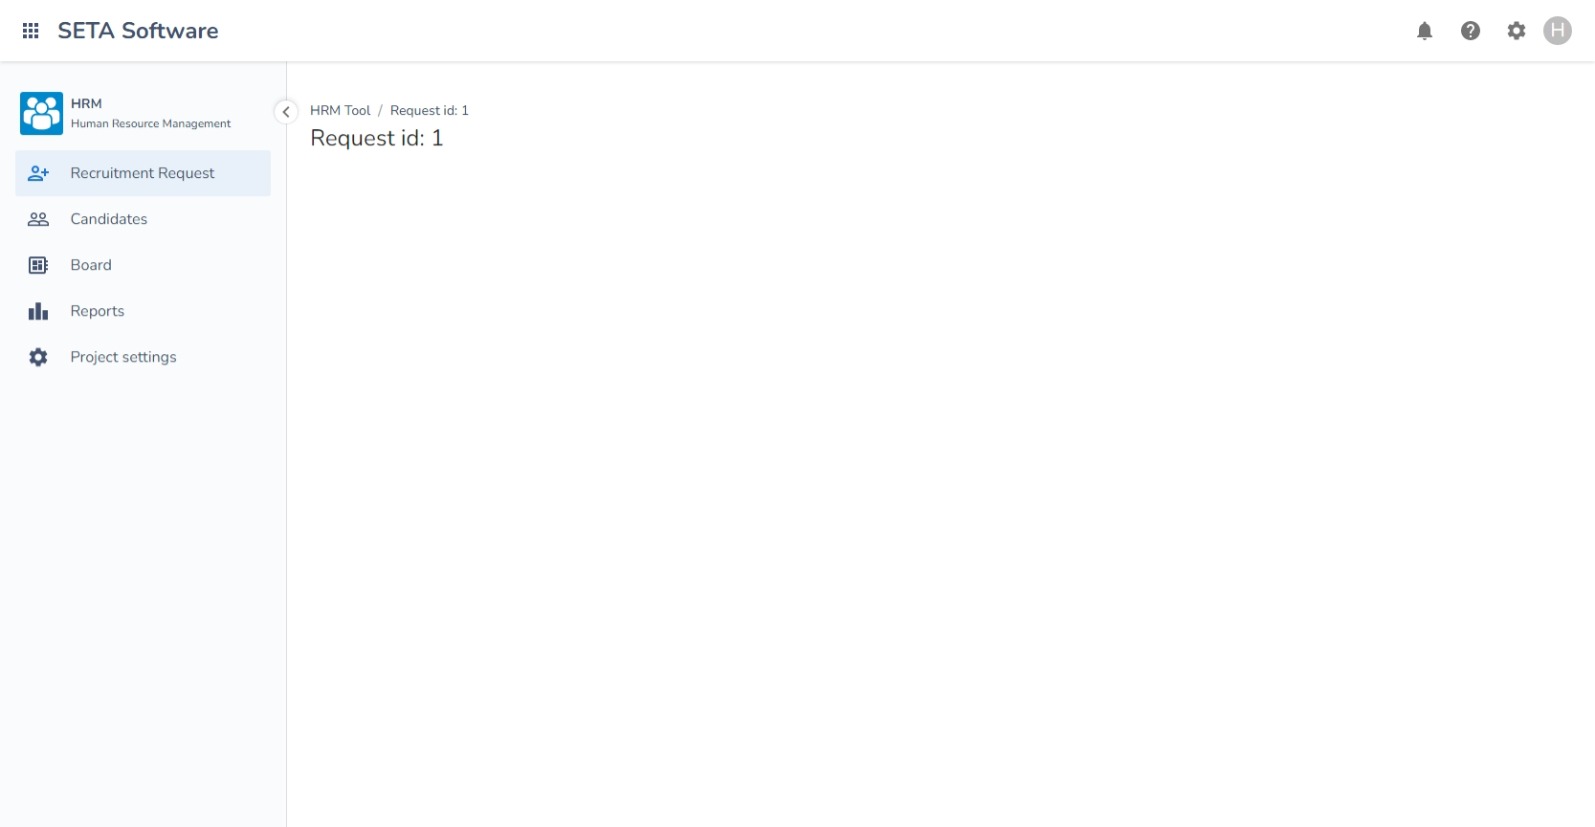 SETA Software
H
HRM
Human Resource Management
Recruitment Request
Candidates
Board
Reports
Project settings
HRM Tool / Request id: 1
Request id: 1